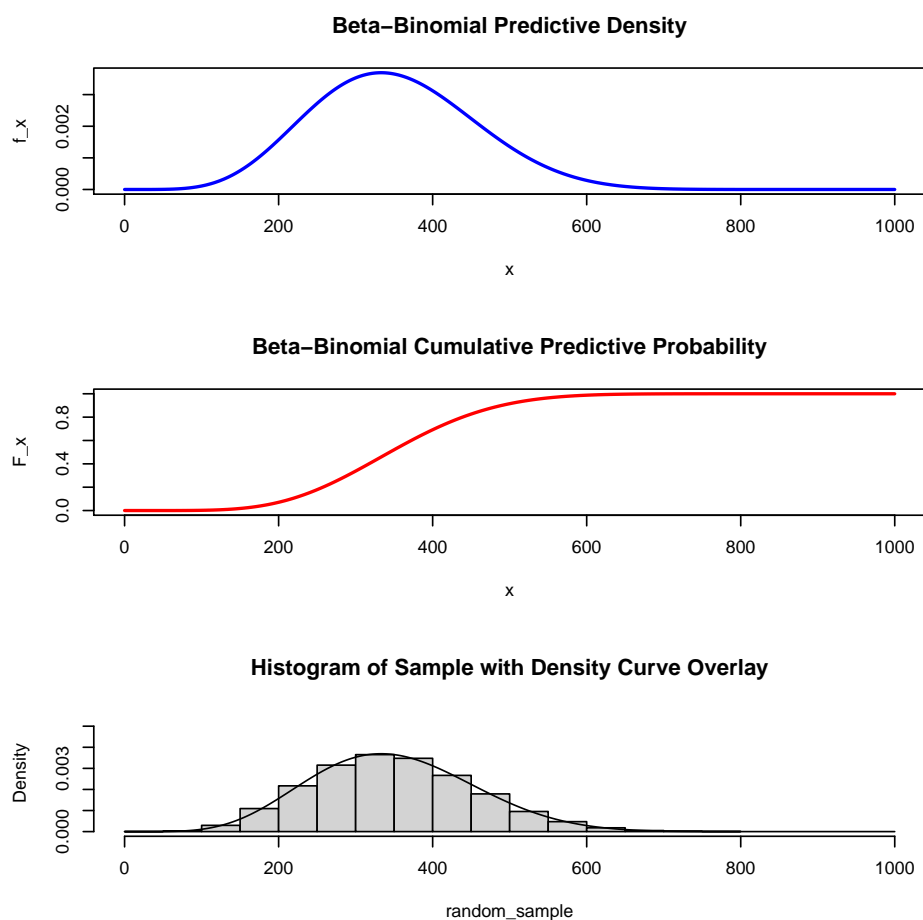 Beta−Binomial Predictive Density
f_x
0.002
0.000
0 200 400 600 800 1000
x
Beta−Binomial Cumulative Predictive Probability
F_x
0.8
0.4
0.0
0 200 400 600 800 1000
x
Histogram of Sample with Density Curve Overlay
Density
0.003
0.000
0 200 400 600 800 1000
random_sample